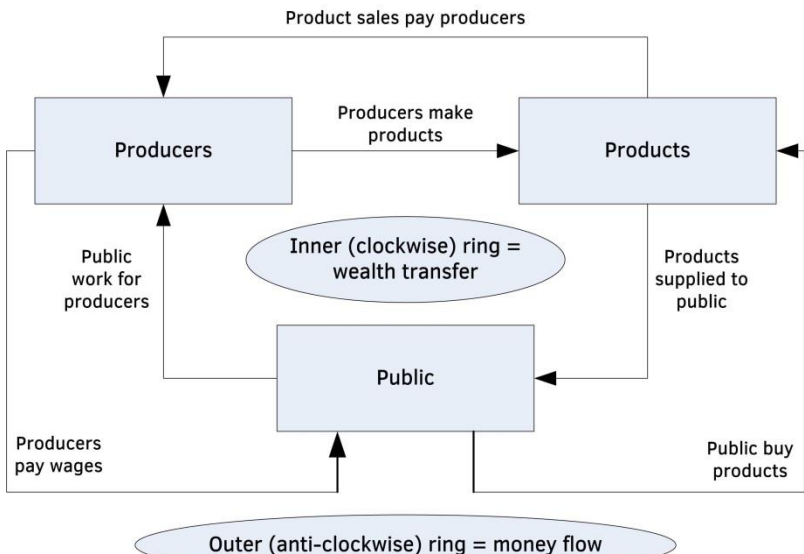 Product sales pay producers
Producers
Producers make
products
Products
Public
work for
producers
Inner (clockwise) ring =
wealth transfer
Products
supplied to
public
Public
Producers
pay wages
Public buy
products
Outer (anti-clockwise) ring = money flow